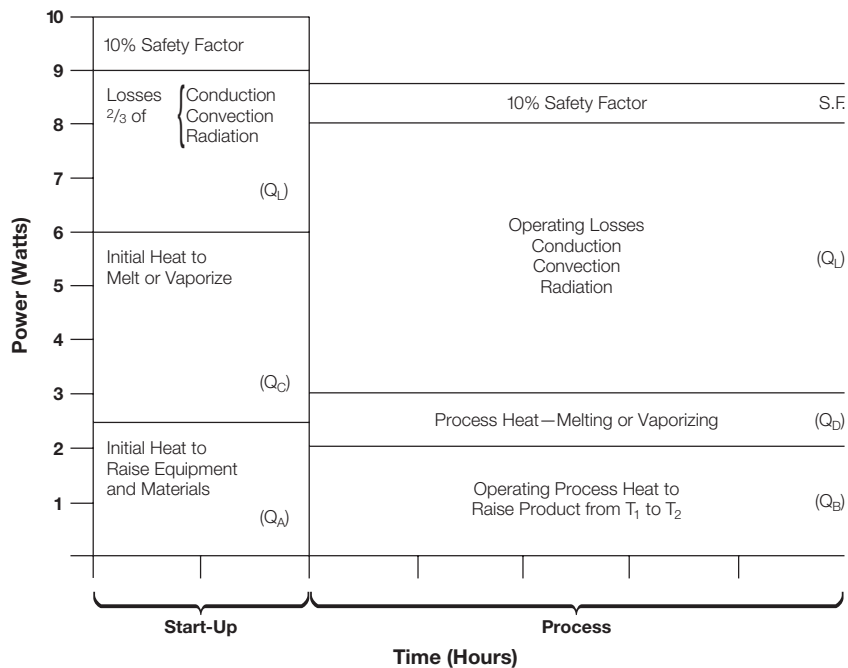 Power (Watts)
10
9
8
7
6
5
4
3
2
1
10% Safety Factor
Losses
2/3 of
Conduction
Convection
Radiation
(QL)
Initial Heat to
Melt or Vaporize
(QC)
Initial Heat to
Raise Equipment
and Materials
(QA)
10% Safety Factor S.F.
Operating Losses
Conduction
Convection
Radiation
(QL)
Process Heat—Melting or Vaporizing (QD)
Operating Process Heat to
Raise Product from T1 to T2
(QB)
Start-Up
Process
Time (Hours)